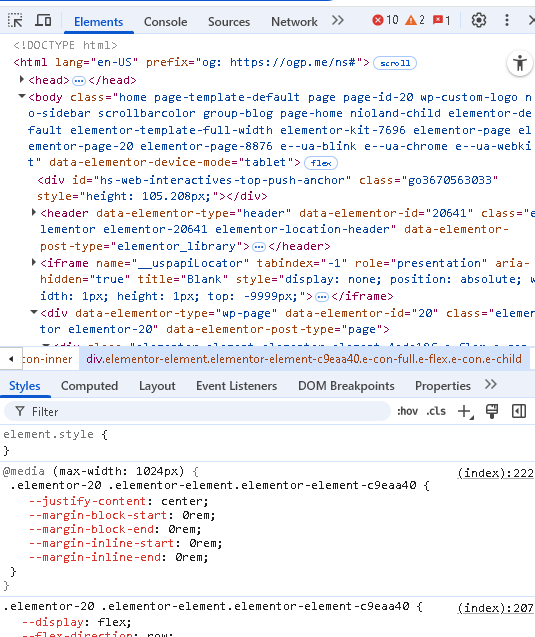 Elements Console Sources Network 10 2 1
<!DOCTYPE html>
<html lang="en-US" prefix="og: https://ogp.me/ns#"> scroll
<head> </head>
<body class="home page-template-default page page-id-20 wp-custom-logo n
o-sidebar scrollbarcolor group-blog page-home nioland-child elementor-de
fault elementor-template-full-width elementor-kit-7696 elementor-page el
ementor-page-20 elementor-page-8876 e--ua-blink e--ua-chrome e--ua-webki
t" data-elementor-device-mode="tablet"> flex
<div id="hs-web-interactives-top-push-anchor" class="go3670563033"
style="height: 105.208px;"></div>
<header data-elementor-type="header" data-elementor-id="20641" class="e
lementor elementor-20641 elementor-location-header" data-elementor-
post-type="elementor_library"> </header>
<iframe name="__uspapiLocator" tabindex="-1" role="presentation" aria-
hidden="true" title="Blank" style="display: none; position: absolute; w
idth: 1px; height: 1px; top: -9999px;"> </iframe>
<div data-elementor-type="wp-page" data-elementor-id="20" class="elemen
tor elementor-20" data-elementor-post-type="page">
con-inner div.elementor-element.elementor-element-c9eaa40.e-con-full.e-flex.e-con.e-child
Styles Computed Layout Event Listeners DOM Breakpoints Properties
Filter :hov .cls
element.style {
}
@media (max-width: 1024px) { (index):222
.elementor-20 .elementor-element.elementor-element-c9eaa40 {
--justify-content: center;
--margin-block-start: 0rem;
--margin-block-end: 0rem;
--margin-inline-start: 0rem;
--margin-inline-end: 0rem;
}
}
.elementor-20 .elementor-element.elementor-element-c9eaa40 { (index):207
--display: flex;
--flex-direction: row;